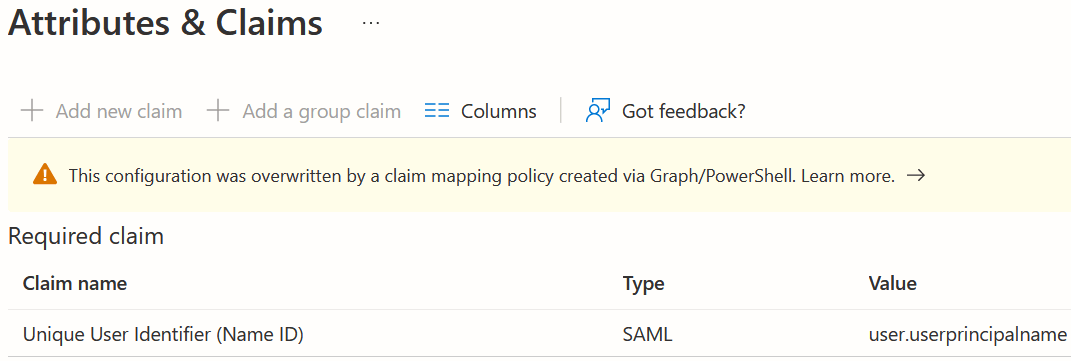 Attributes & Claims ...
Add new claim Add a group claim Columns Got feedback?
This configuration was overwritten by a claim mapping policy created via Graph/PowerShell. Learn more. →
Required claim
Claim name Type Value
Unique User Identifier (Name ID) SAML user.userprincipalname